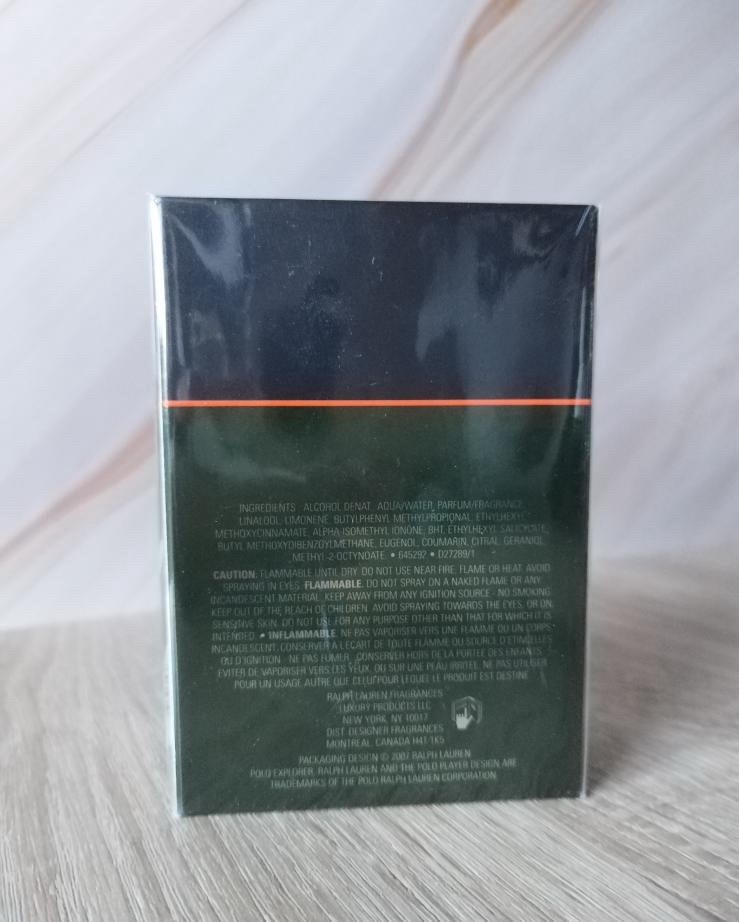 INGREDIENTS: ALCOHOL DENAT, AQUA/WATER, PARFUM/FRAGRANCE,
LINALOOL, LIMONENE, BUTYLPHENYL METHYLPROPIONAL, ETHYLHEXYL
METHOXYCINNAMATE, ALPHA-ISOMETHYL IONONE, BHT, ETHYLHEXYL SALICYLATE,
BUTYL METHOXYDIBENZOYLMETHANE, EUGENOL, COUMARIN, CITRAL, GERANIOL,
METHYL-2-OCTYNOATE. • 645292 • D27289/1
CAUTION: FLAMMABLE UNTIL DRY. DO NOT USE NEAR FIRE, FLAME OR HEAT. AVOID
SPRAYING IN EYES. FLAMMABLE. DO NOT SPRAY ON A NAKED FLAME OR ANY
INCANDESCENT MATERIAL. KEEP AWAY FROM ANY IGNITION SOURCE - NO SMOKING
KEEP OUT OF THE REACH OF CHILDREN. AVOID SPRAYING TOWARDS THE EYES, OR ON
SENSITIVE SKIN. DO NOT USE FOR ANY PURPOSE OTHER THAN THAT FOR WHICH IT IS
INTENDED. • INFLAMMABLE. NE PAS VAPORISER VERS UNE FLAMME OU UN CORPS
INCANDESCENT. CONSERVER A L'ECART DE TOUTE FLAMME OU SOURCE D'ETINCELLES
OU D'IGNITION - NE PAS FUMER. CONSERVER HORS DE LA PORTEE DES ENFANTS.
EVITER DE VAPORISER VERS LES YEUX, OU SUR UNE PEAU IRRITEE. NE PAS UTILISER
POUR UN USAGE AUTRE QUE CELUI POUR LEQUEL LE PRODUIT EST DESTINE.
RALPH LAUREN FRAGRANCES
LUXURY PRODUCTS LLC
NEW YORK, NY 10017
DIST. DESIGNER FRAGRANCES
MONTREAL, CANADA H4T 1K5
PACKAGING DESIGN © 2007 RALPH LAUREN
POLO EXPLORER, RALPH LAUREN AND THE POLO PLAYER DESIGN ARE
TRADEMARKS OF THE POLO RALPH LAUREN CORPORATION